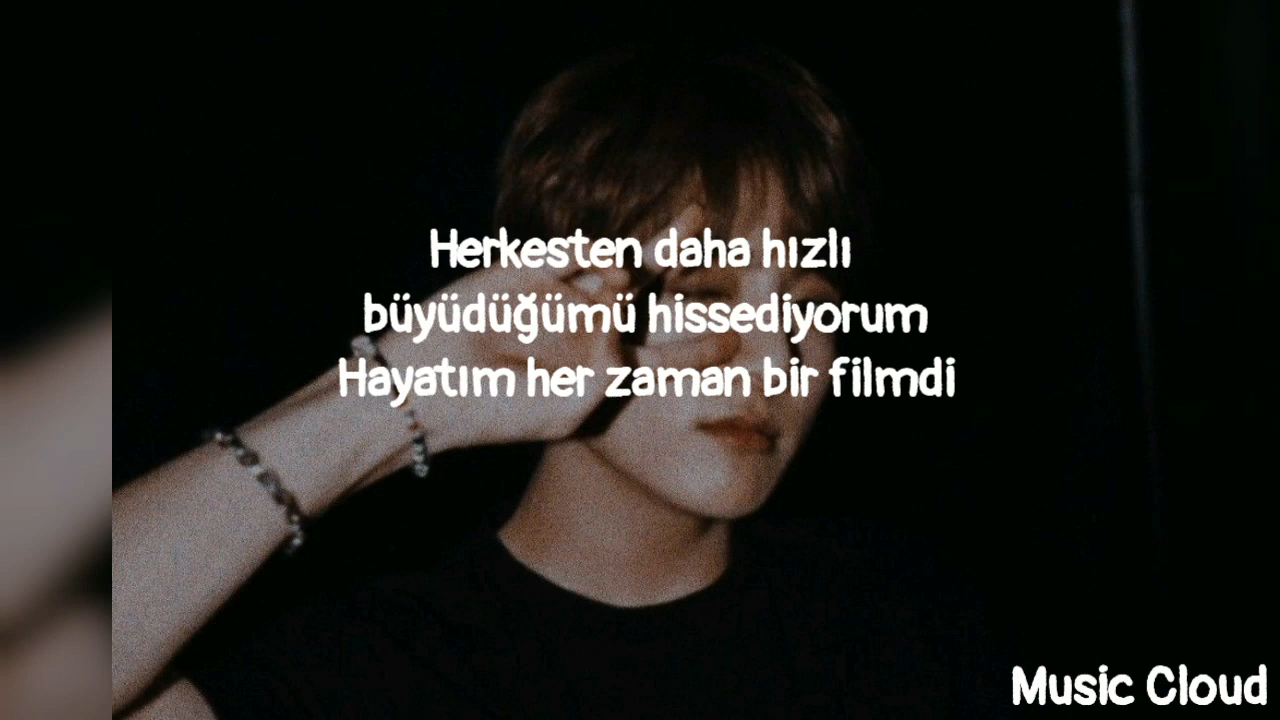 Herkesten daha hızlı
büyüdüğümü hissediyorum
Hayatım her zaman bir filmdi
Music Cloud